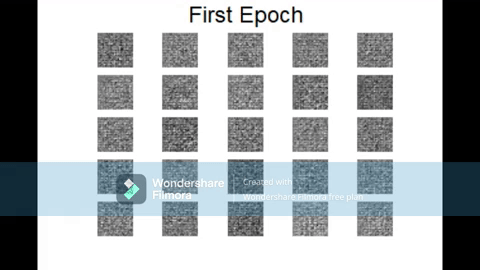 First Epoch
Wondershare
Filmora
Created with
Wondershare Filmora free plan